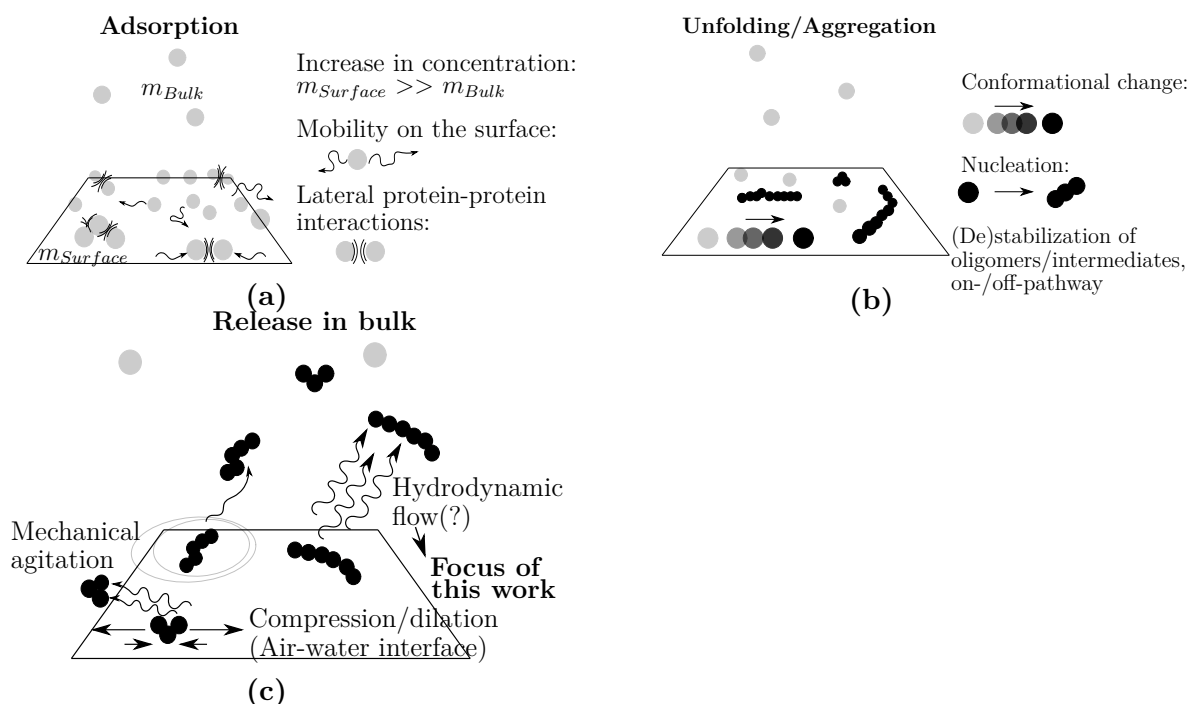 Adsorption
m_Bulk
Increase in concentration:
m_Surface >> m_Bulk
Mobility on the surface:
Lateral protein-protein
interactions:
m_Surface
(a)
Unfolding/Aggregation
Conformational change:
Nucleation:
(De)stabilization of
oligomers/intermediates,
on-/off-pathway
(b)
Release in bulk
Hydrodynamic
flow(?)
Mechanical
agitation
Focus of
this work
Compression/dilation
(Air-water interface)
(c)